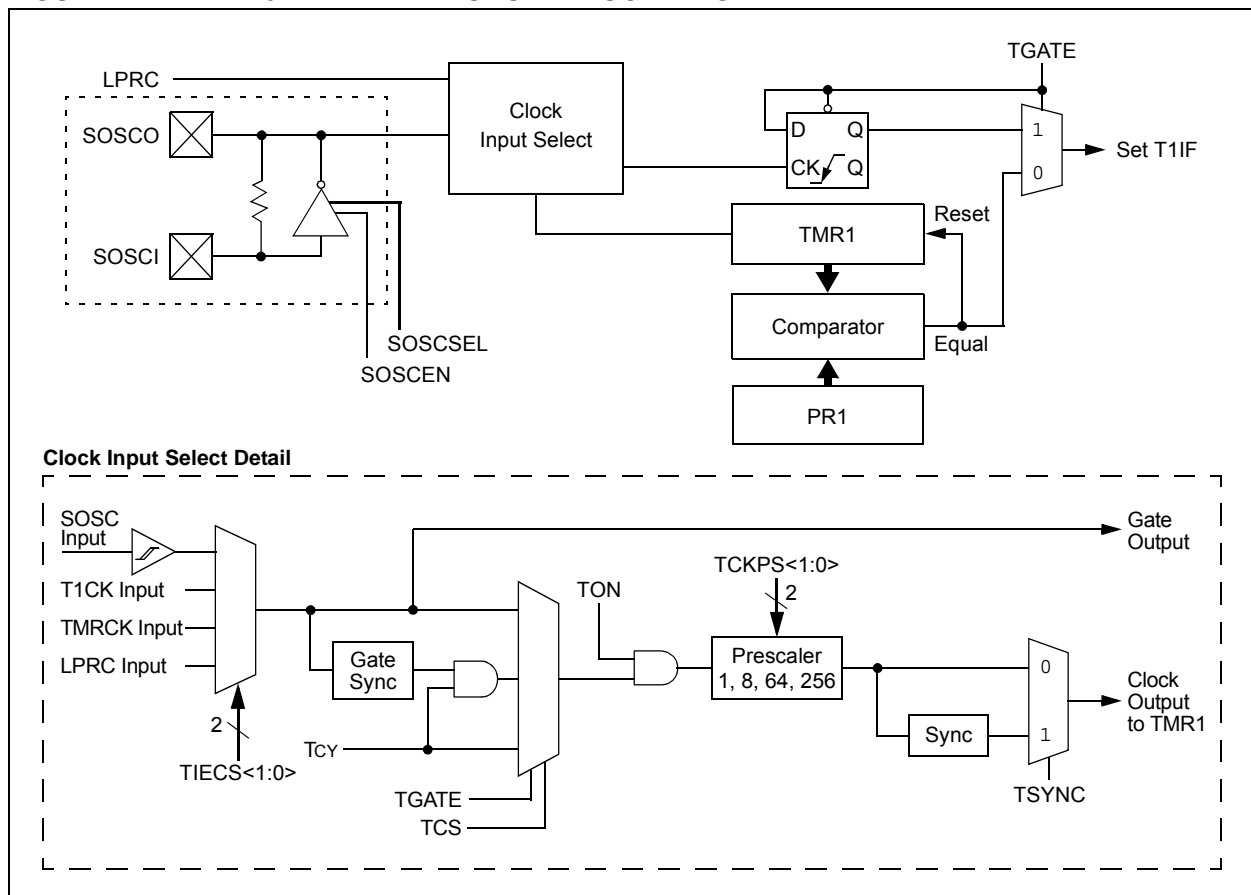 LPRC
SOSCO
SOSCI
SOSCSEL
SOSCEN
Clock
Input Select
TGATE
D Q
CK Q
1
0
Set T1IF
Reset
TMR1
Comparator
Equal
PR1
Clock Input Select Detail
SOSC
Input
T1CK Input
TMRCK Input
LPRC Input
2
TIECS<1:0>
Gate
Sync
TCY
TGATE
TCS
TON
TCKPS<1:0>
2
Prescaler
1, 8, 64, 256
Sync
0
1
TSYNC
Gate
Output
Clock
Output
to TMR1